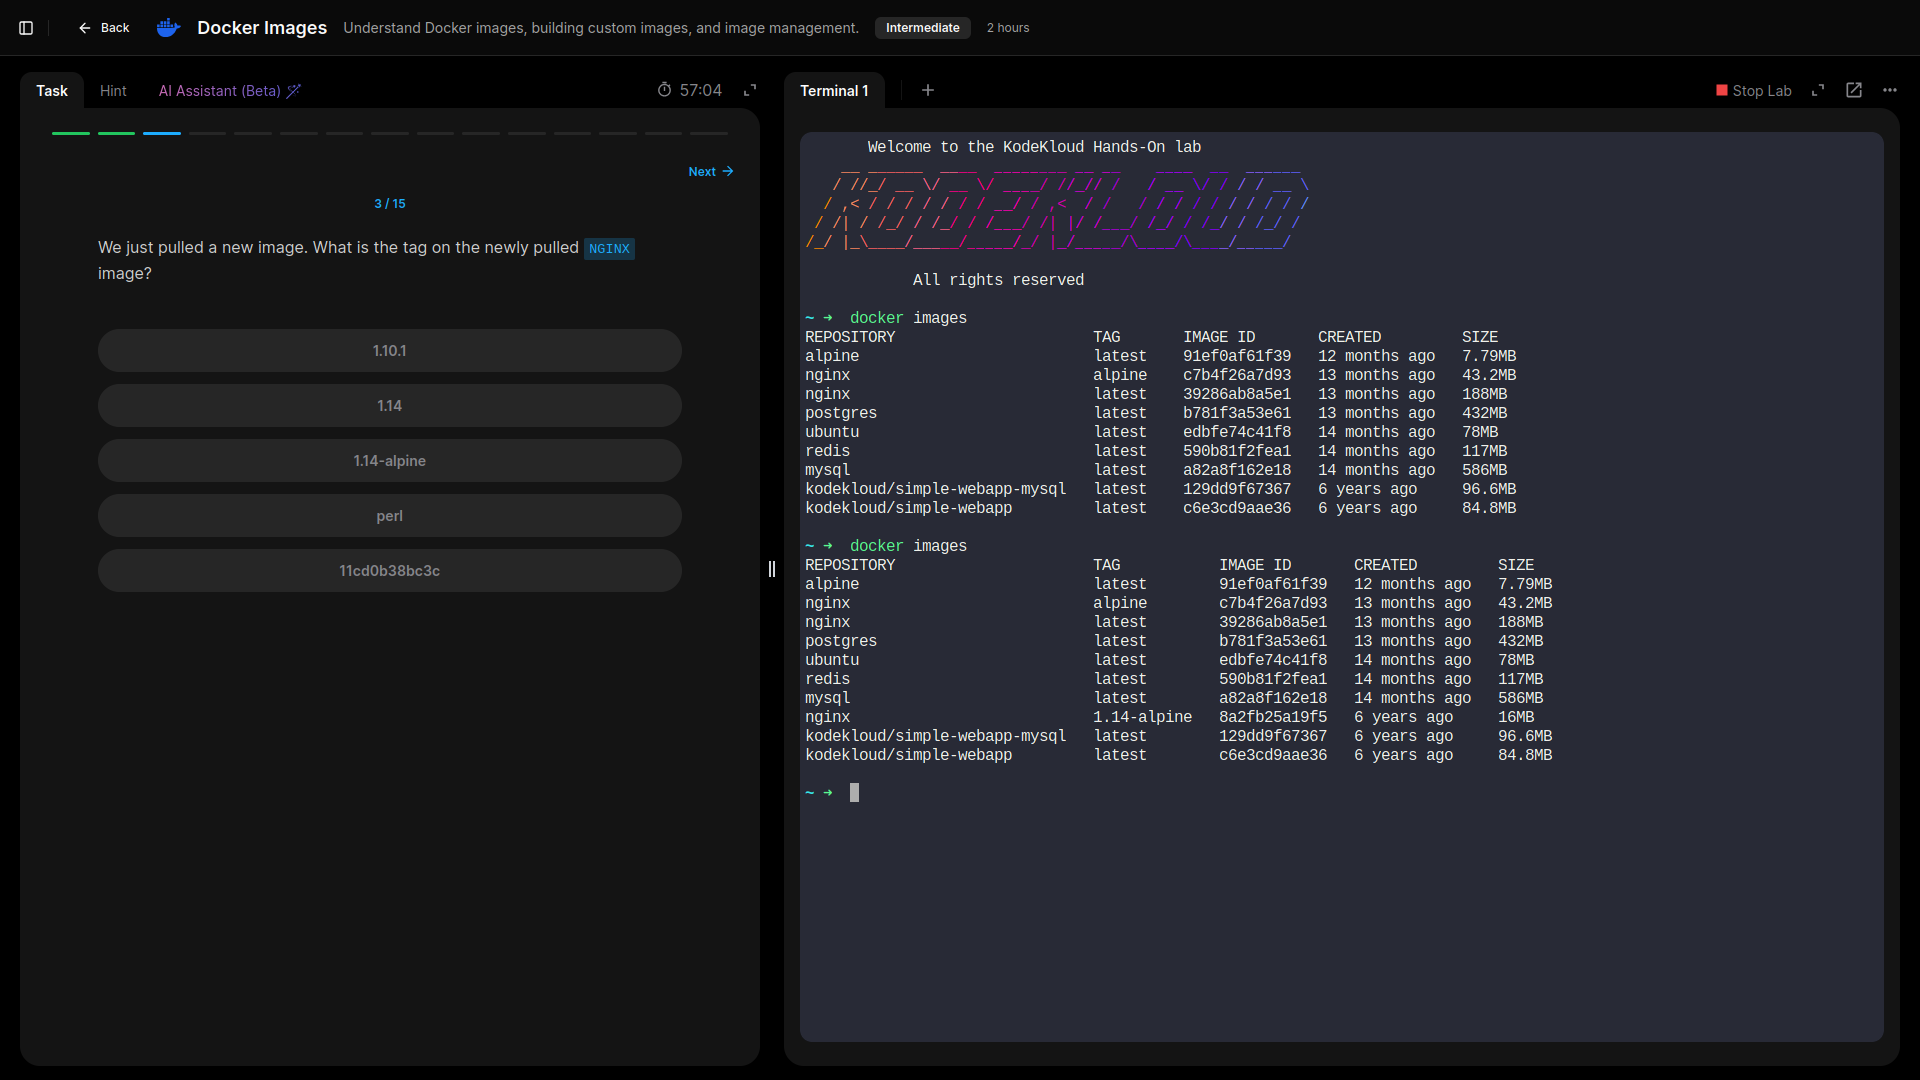 Back
Docker Images
Understand Docker images, building custom images, and image management.
Intermediate
2 hours
Task
Hint
AI Assistant (Beta)
57:04
Next
3 / 15
We just pulled a new image. What is the tag on the newly pulled NGINX
image?
1.10.1
1.14
1.14-alpine
perl
11cd0b38bc3c
Terminal 1
Stop Lab
Welcome to the KodeKloud Hands-On lab
KODEKLOUD
All rights reserved
~ ➜  docker images
REPOSITORY                      TAG       IMAGE ID       CREATED         SIZE
alpine                          latest    91ef0af61f39   12 months ago   7.79MB
nginx                           alpine    c7b4f26a7d93   13 months ago   43.2MB
nginx                           latest    39286ab8a5e1   13 months ago   188MB
postgres                        latest    b781f3a53e61   13 months ago   432MB
ubuntu                          latest    edbfe74c41f8   14 months ago   78MB
redis                           latest    590b81f2fea1   14 months ago   117MB
mysql                           latest    a82a8f162e18   14 months ago   586MB
kodekloud/simple-webapp-mysql   latest    129dd9f67367   6 years ago     96.6MB
kodekloud/simple-webapp         latest    c6e3cd9aae36   6 years ago     84.8MB
~ ➜  docker images
REPOSITORY                      TAG           IMAGE ID       CREATED         SIZE
alpine                          latest        91ef0af61f39   12 months ago   7.79MB
nginx                           alpine        c7b4f26a7d93   13 months ago   43.2MB
nginx                           latest        39286ab8a5e1   13 months ago   188MB
postgres                        latest        b781f3a53e61   13 months ago   432MB
ubuntu                          latest        edbfe74c41f8   14 months ago   78MB
redis                           latest        590b81f2fea1   14 months ago   117MB
mysql                           latest        a82a8f162e18   14 months ago   586MB
nginx                           1.14-alpine   8a2fb25a19f5   6 years ago     16MB
kodekloud/simple-webapp-mysql   latest        129dd9f67367   6 years ago     96.6MB
kodekloud/simple-webapp         latest        c6e3cd9aae36   6 years ago     84.8MB
~ ➜